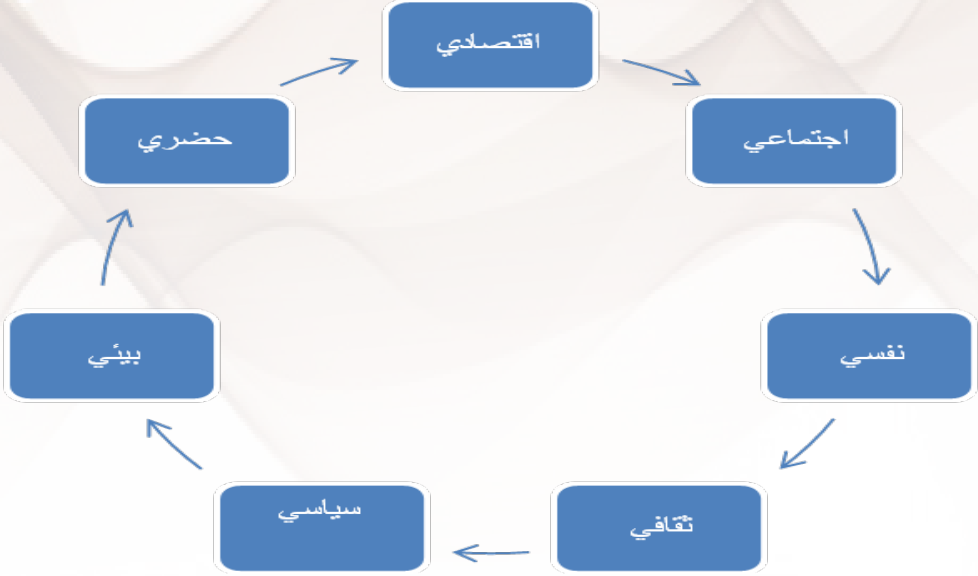 اقتصادي
اجتماعي
نفسي
ثقافي
سياسي
بيئي
حضري